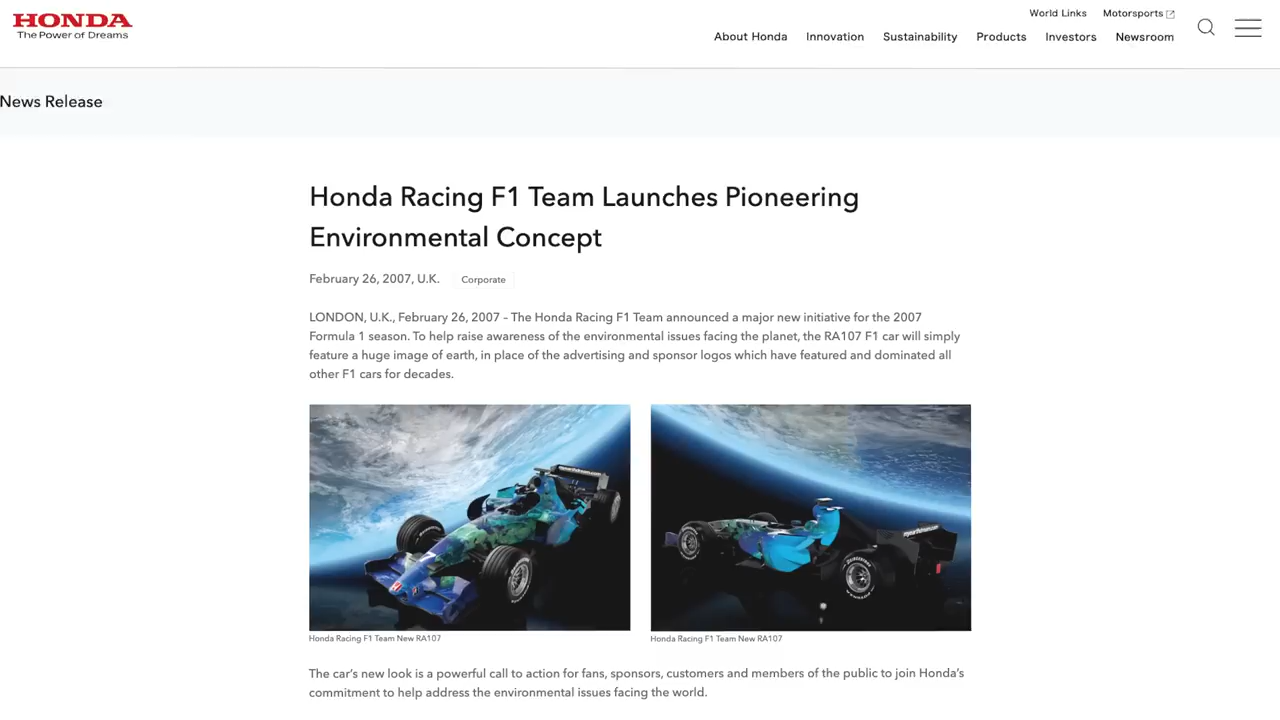 HONDA
The Power of Dreams
World Links
Motorsports
About Honda
Innovation
Sustainability
Products
Investors
Newsroom
News Release
Honda Racing F1 Team Launches Pioneering
Environmental Concept
February 26, 2007, U.K.
Corporate
LONDON, U.K., February 26, 2007 – The Honda Racing F1 Team announced a major new initiative for the 2007
Formula 1 season. To help raise awareness of the environmental issues facing the planet, the RA107 F1 car will simply
feature a huge image of earth, in place of the advertising and sponsor logos which have featured and dominated all
other F1 cars for decades.
Honda Racing F1 Team New RA107
Honda Racing F1 Team New RA107
The car’s new look is a powerful call to action for fans, sponsors, customers and members of the public to join Honda’s
commitment to help address the environmental issues facing the world.